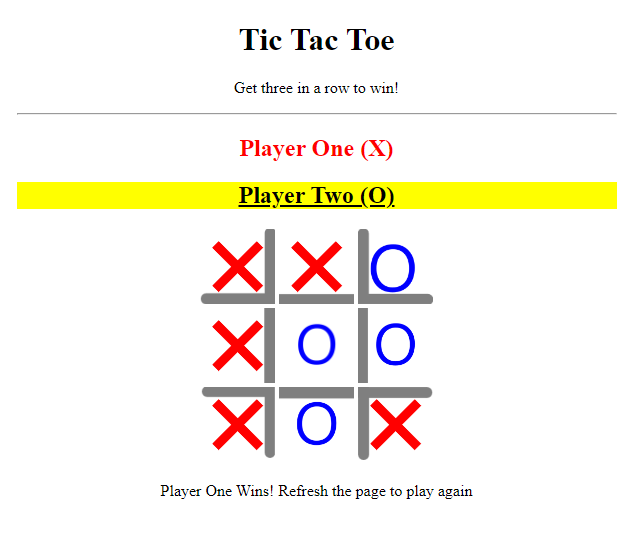 Tic Tac Toe
Get three in a row to win!
Player One (X)
Player Two (O)
X X O
X O O
X O X
Player One Wins! Refresh the page to play again